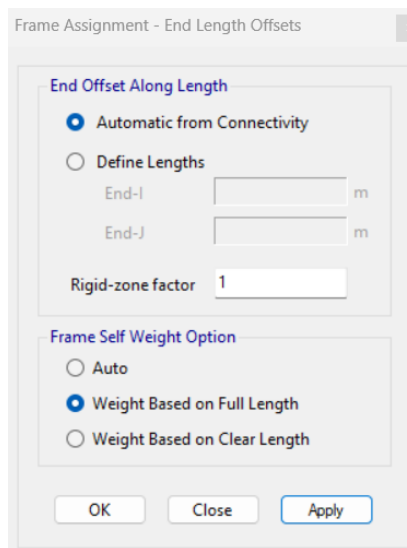 Frame Assignment - End Length Offsets
End Offset Along Length
Automatic from Connectivity
Define Lengths
End-I m
End-J m
Rigid-zone factor 1
Frame Self Weight Option
Auto
Weight Based on Full Length
Weight Based on Clear Length
OK Close Apply